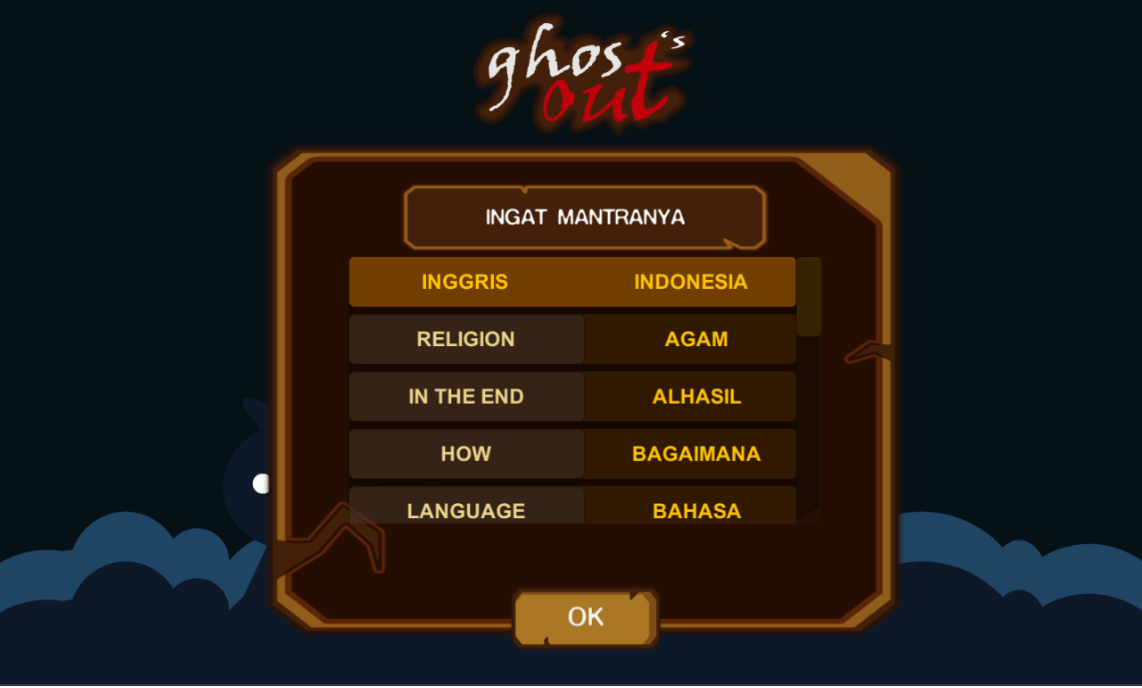 ghost's
out
INGAT MANTRANYA
INGGRIS INDONESIA
RELIGION AGAM
IN THE END ALHASIL
HOW BAGAIMANA
LANGUAGE BAHASA
OK